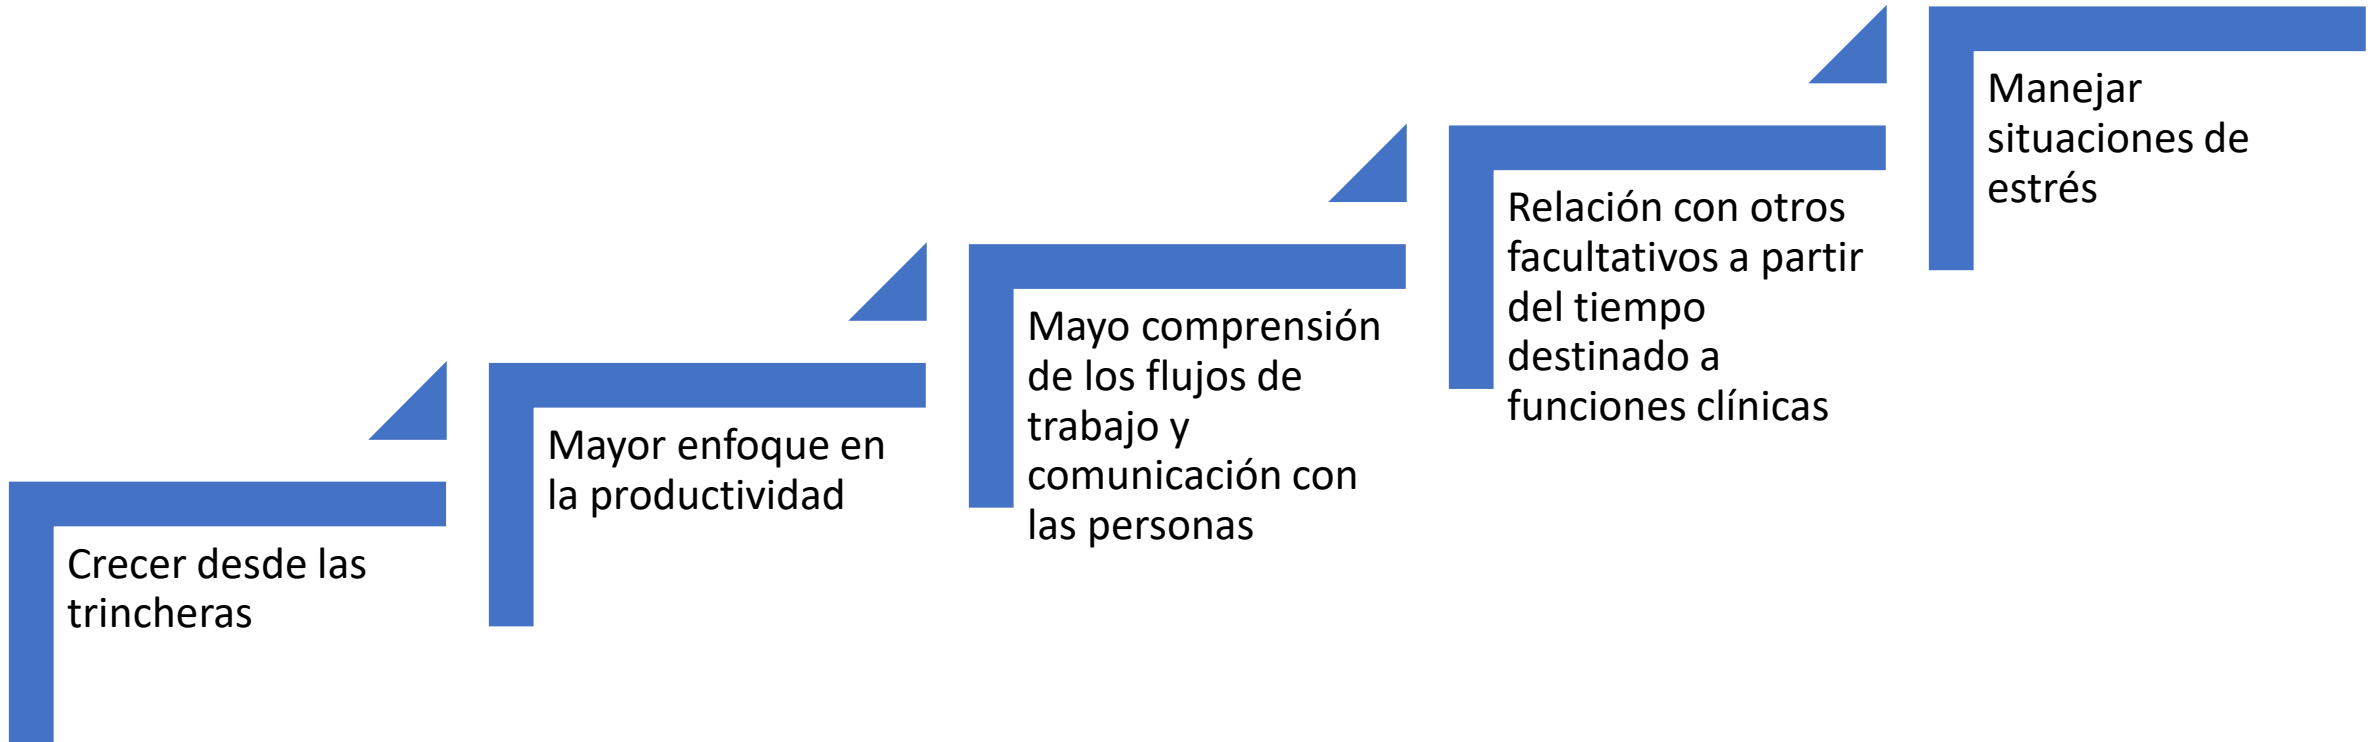 Crecer desde las
trincheras
Mayor enfoque en
la productividad
Mayo comprensión
de los flujos de
trabajo y
comunicación con
las personas
Relación con otros
facultativos a partir
del tiempo
destinado a
funciones clínicas
Manejar
situaciones de
estrés